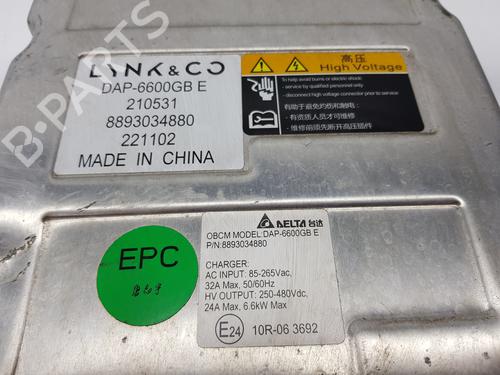 B-PARTS
LYNK&CO
DAP-6600GB E
210531
8893034880
221102
MADE IN CHINA
高压
High Voltage
To help avoid burns or electric shock:
- service by qualified personnel only
- disconnect high voltage connector prior to service
有助于避免灼伤和触电:
- 有资质人员才可维修
- 维修前须先断开高压插件
DELTA 台达
OBCM MODEL:DAP-6600GB E
P/N:8893034880
CHARGER:
AC INPUT: 85-265Vac,
32A Max, 50/60Hz
HV OUTPUT: 250-480Vdc,
24A Max, 6.6kW Max
E24 10R-06 3692
EPC